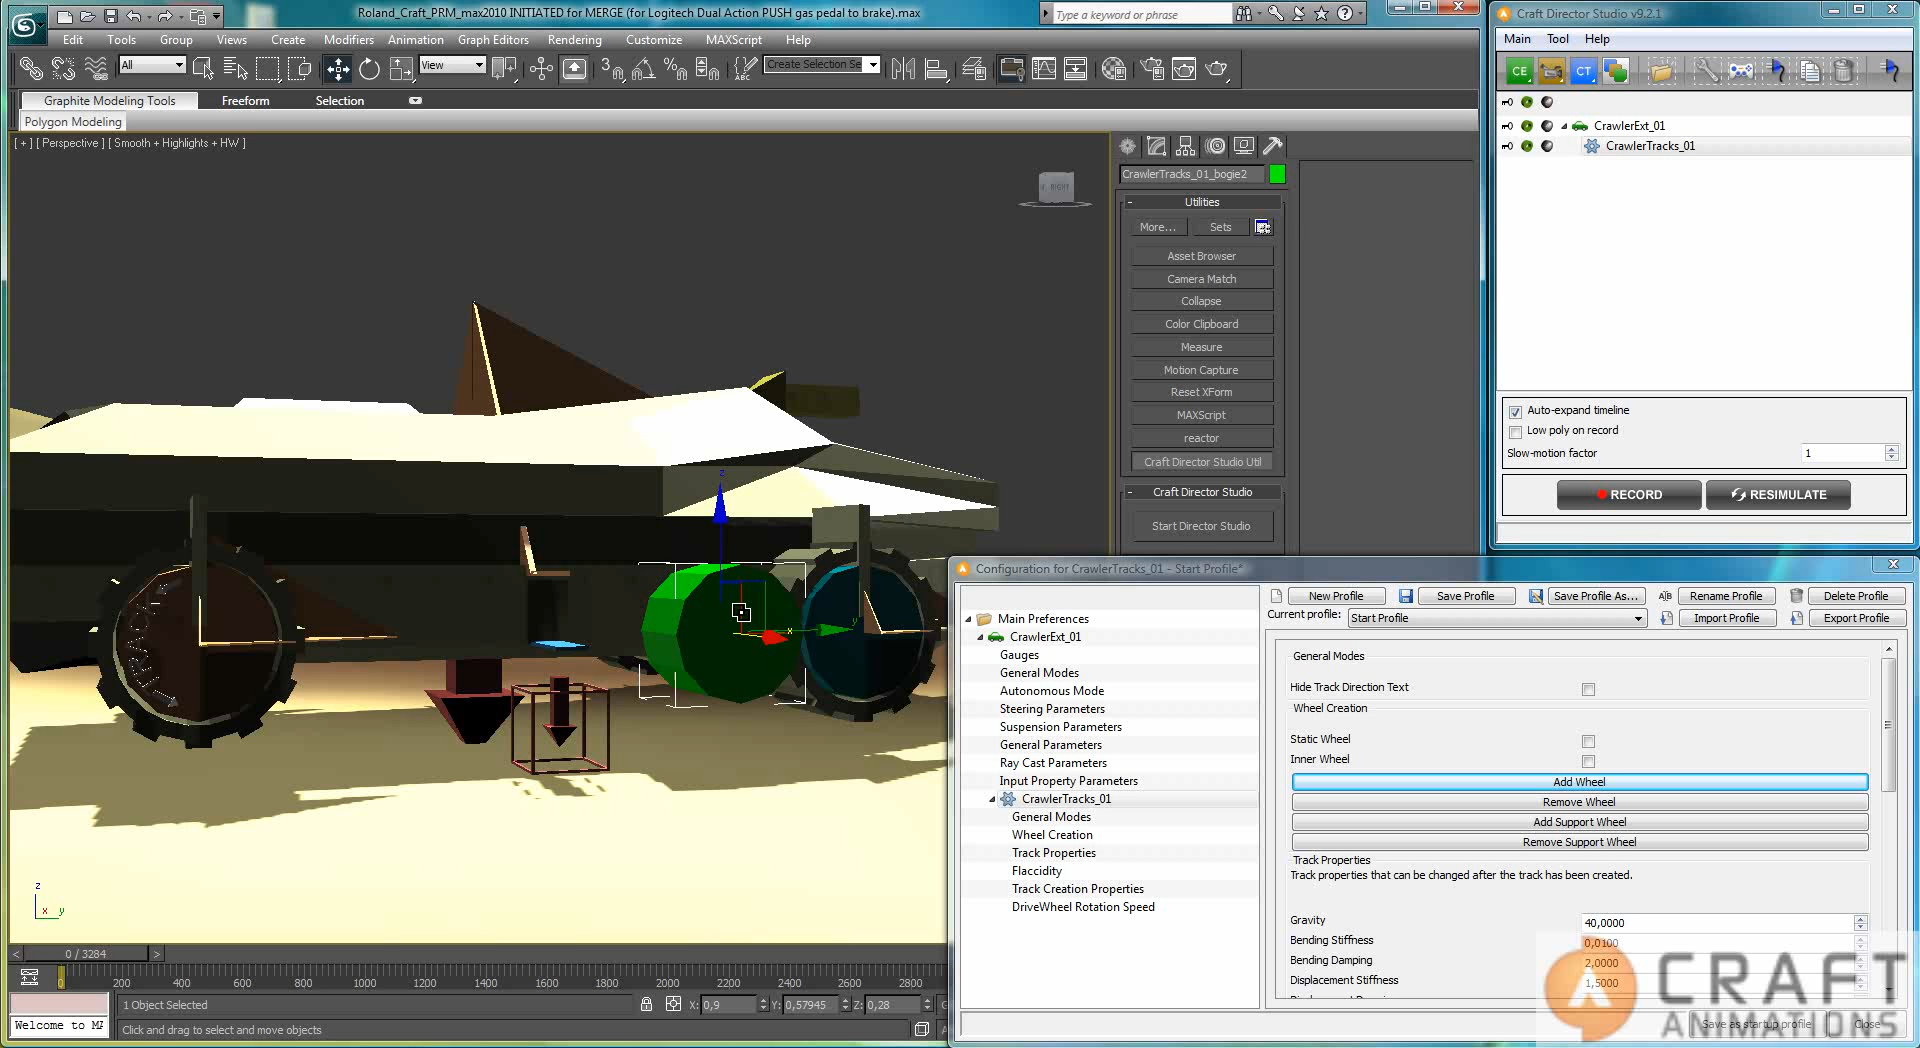 Roland_Craft_PRM_max2010 INITIATED for MERGE (for Logitech Dual Action PUSH gas pedal to brake).max
Type a keyword or phrase
Edit Tools Group Views Create Modifiers Animation Graph Editors Rendering Customize MAXScript Help
All View Create Selection Se
Graphite Modeling Tools Freeform Selection
Polygon Modeling
[ + ] [ Perspective ] [ Smooth + Highlights + HW ]
RIGHT
CrawlerTracks_01_bogie2
- Utilities
More... Sets
Asset Browser
Camera Match
Collapse
Color Clipboard
Measure
Motion Capture
Reset XForm
MAXScript
reactor
Craft Director Studio Util
- Craft Director Studio
Start Director Studio
z
x
y
TRACK
z
x y
< 0 / 3284 >
0 200 400 600 800 1000 1200 1400 1600 1800 2000 2200 2400 2600 2800
1 Object Selected X: 0,9 Y: 0,57945 Z: 0,28
Welcome to MA
Click and drag to select and move objects
Craft Director Studio v9.2.1
Main Tool Help
CE CT
CrawlerExt_01
CrawlerTracks_01
Auto-expand timeline
Low poly on record
Slow-motion factor 1
RECORD RESIMULATE
Configuration for CrawlerTracks_01 - Start Profile*
Main Preferences
CrawlerExt_01
Gauges
General Modes
Autonomous Mode
Steering Parameters
Suspension Parameters
General Parameters
Ray Cast Parameters
Input Property Parameters
CrawlerTracks_01
General Modes
Wheel Creation
Track Properties
Flaccidity
Track Creation Properties
DriveWheel Rotation Speed
New Profile Save Profile Save Profile As... Rename Profile Delete Profile
Current profile: Start Profile Import Profile Export Profile
General Modes
Hide Track Direction Text
Wheel Creation
Static Wheel
Inner Wheel
Add Wheel
Remove Wheel
Add Support Wheel
Remove Support Wheel
Track Properties
Track properties that can be changed after the track has been created.
Gravity 40,0000
Bending Stiffness 0,0100
Bending Damping 2,0000
Displacement Stiffness 1,5000
Save as startup profile Close
CRAFT
ANIMATIONS